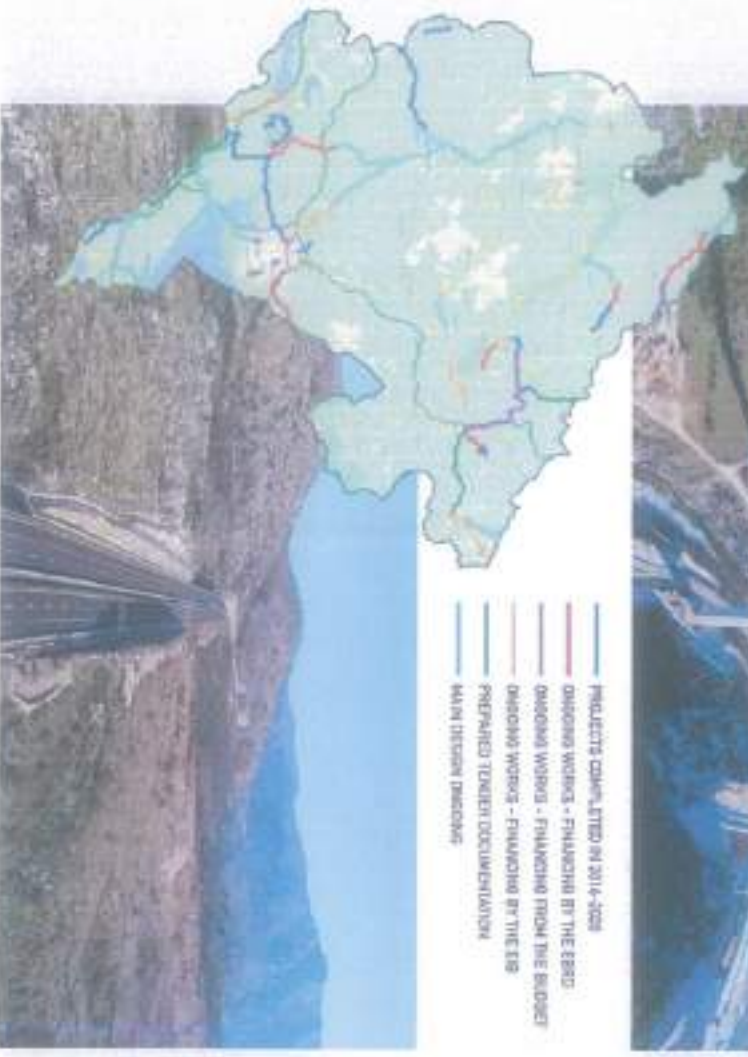 PROJECTS COMPLETED IN 2014-2020
ONGOING WORKS - FINANCING BY THE EBRD
ONGOING WORKS - FINANCING FROM THE BUDGET
ONGOING WORKS - FINANCING BY THE EIB
PREPARED TENDER DOCUMENTATION
MAIN DESIGN ONGOING